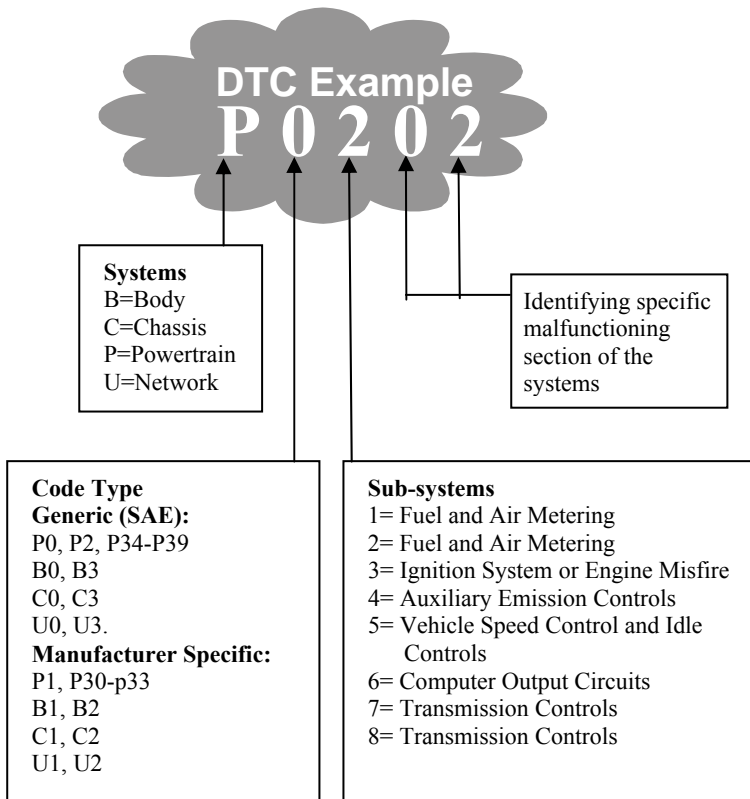 DTC Example
P 0 2 0 2
Systems
B=Body
C=Chassis
P=Powertrain
U=Network
Identifying specific
malfunctioning
section of the
systems
Code Type
Generic (SAE):
P0, P2, P34-P39
B0, B3
C0, C3
U0, U3.
Manufacturer Specific:
P1, P30-p33
B1, B2
C1, C2
U1, U2
Sub-systems
1= Fuel and Air Metering
2= Fuel and Air Metering
3= Ignition System or Engine Misfire
4= Auxiliary Emission Controls
5= Vehicle Speed Control and Idle
Controls
6= Computer Output Circuits
7= Transmission Controls
8= Transmission Controls